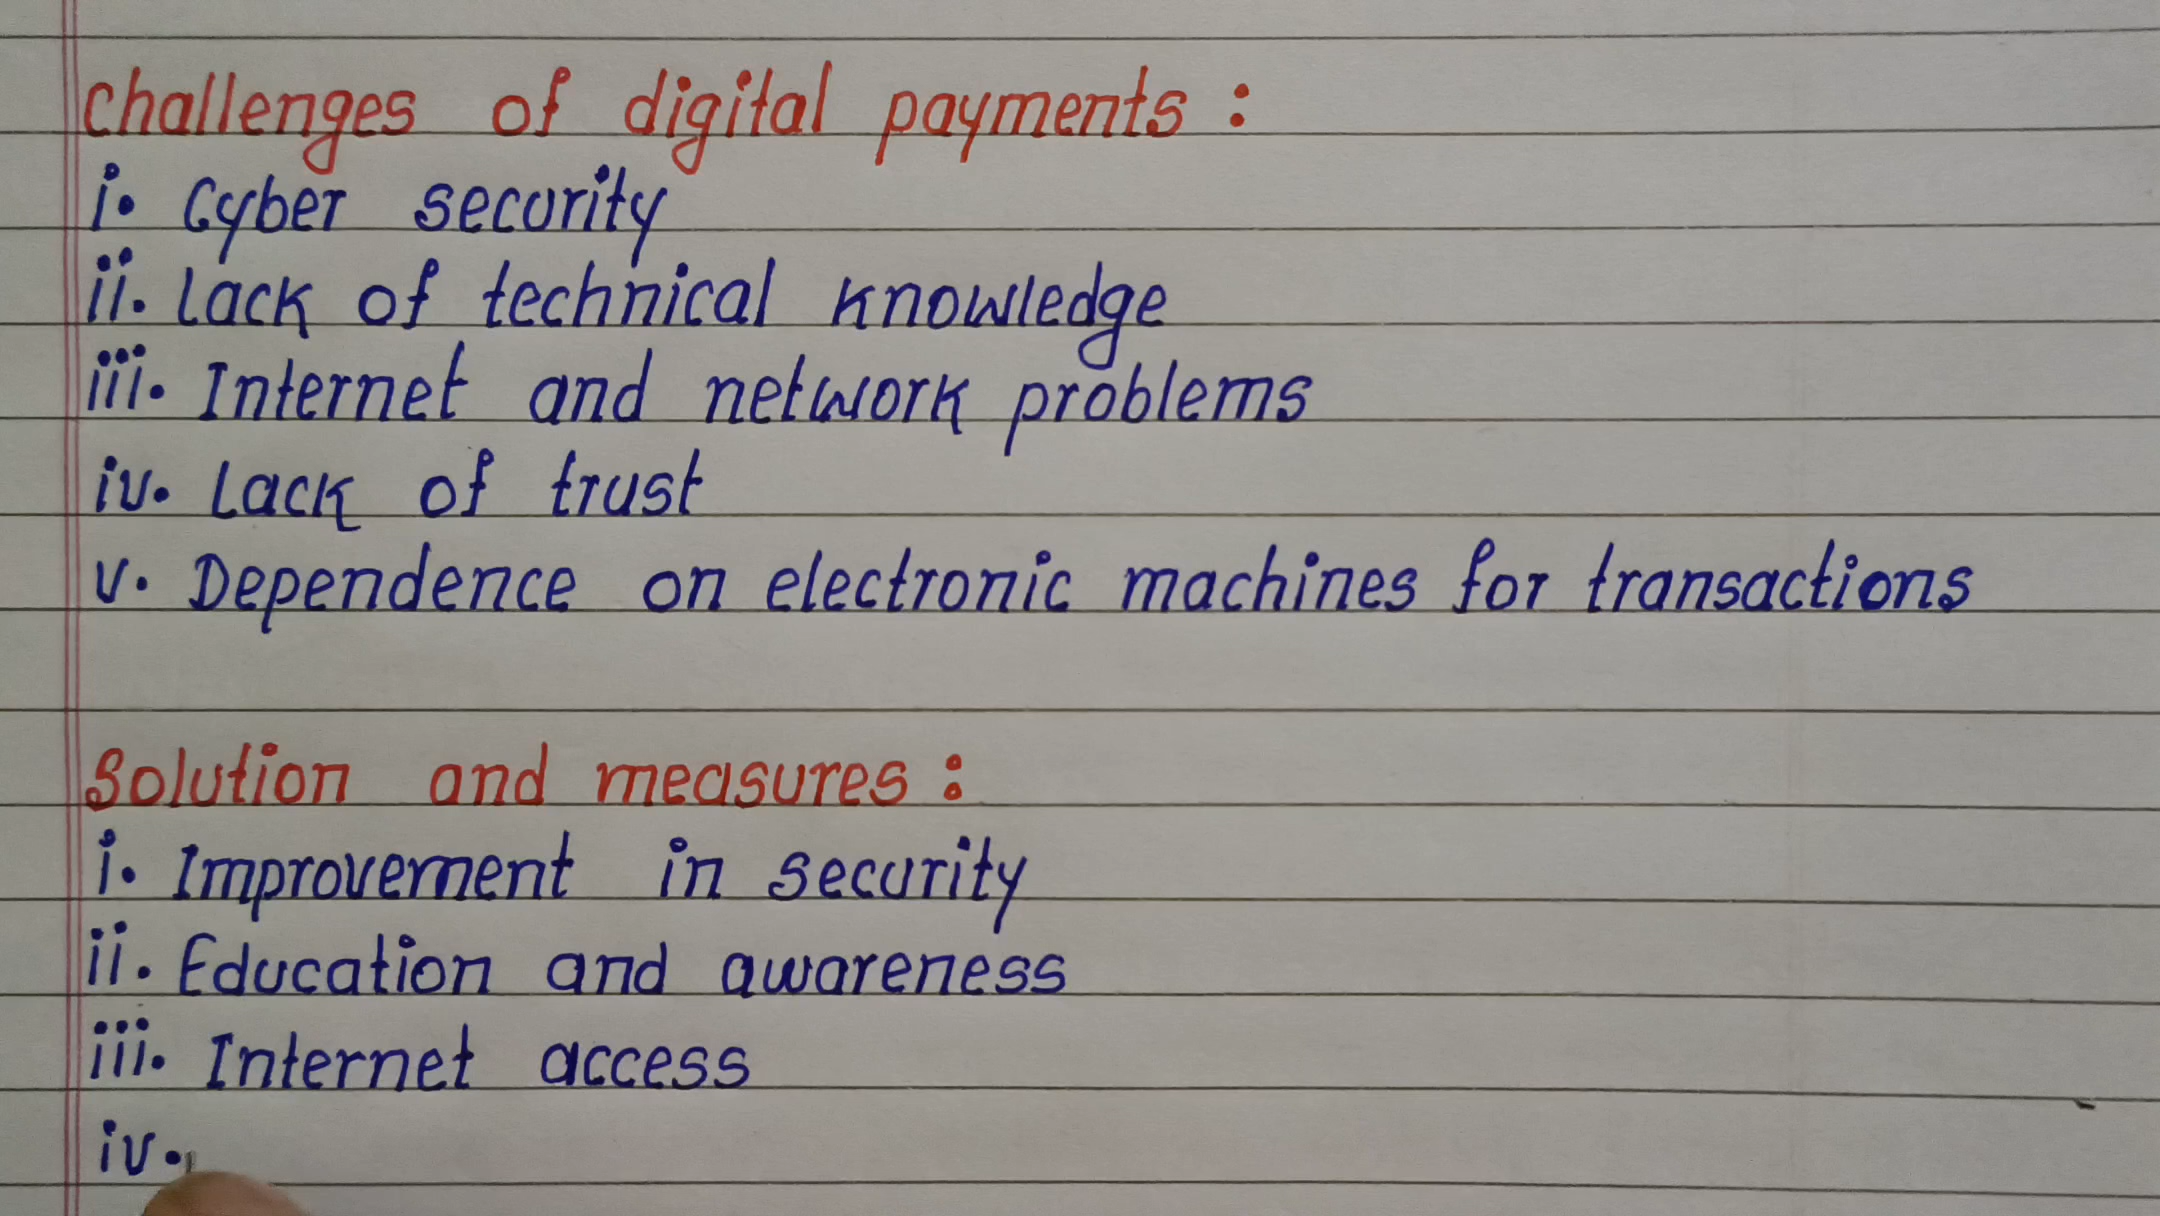 challenges of digital payments :
i. Cyber security
ii. Lack of technical knowledge
iii. Internet and network problems
iv. Lack of trust
v. Dependence on electronic machines for transactions
Solution and measures :
i. Improvement in security
ii. Education and awareness
iii. Internet access
iv.